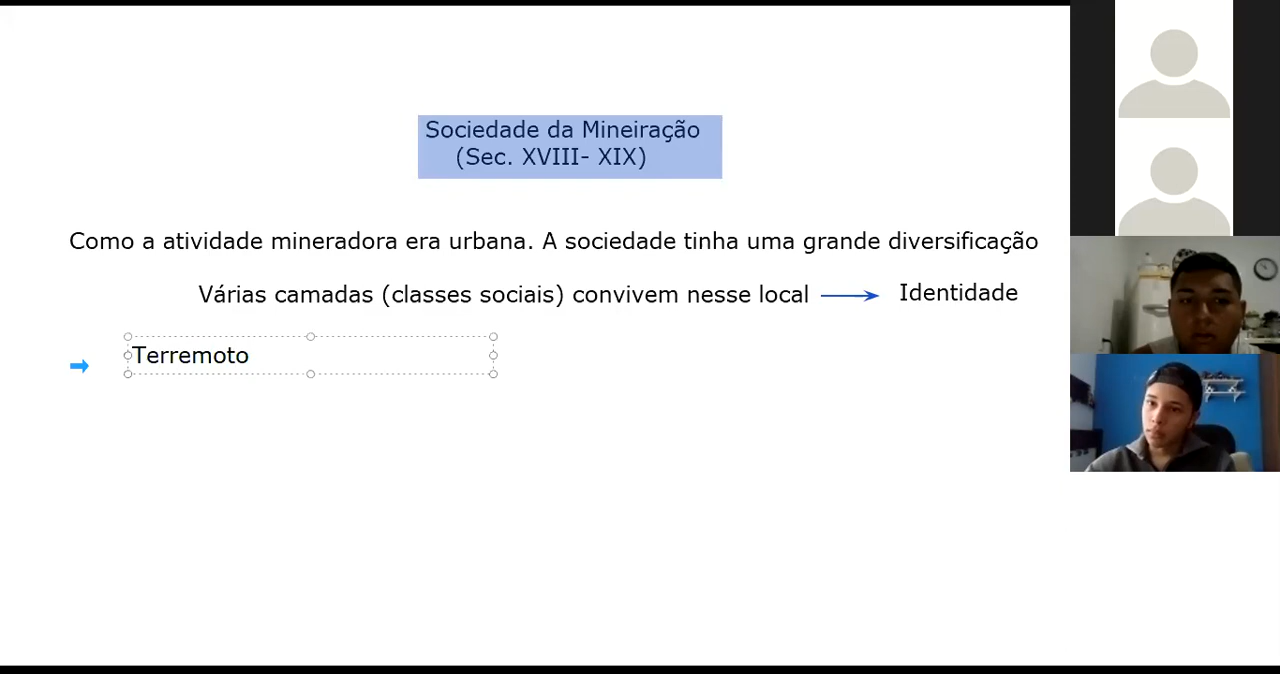 Sociedade da Mineiração
(Sec. XVIII- XIX)
Como a atividade mineradora era urbana. A sociedade tinha uma grande diversificação
Várias camadas (classes sociais) convivem nesse local
Identidade
Terremoto